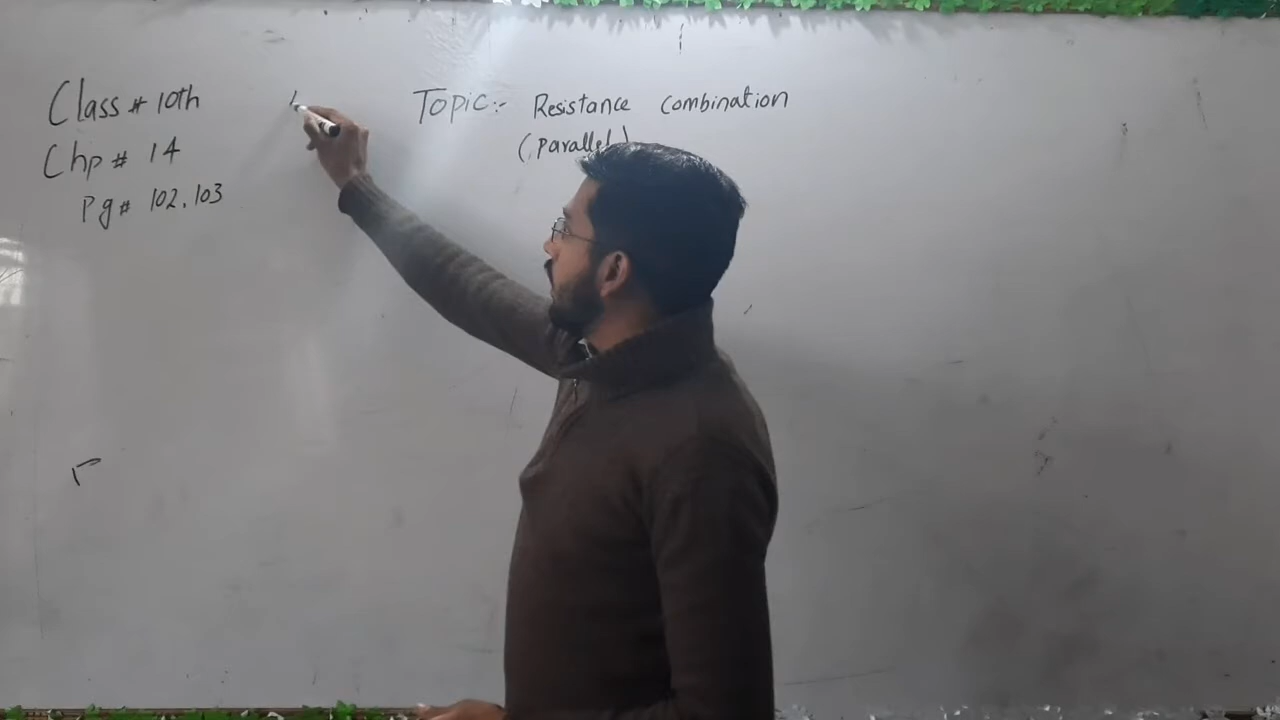 Class # 10th
Chp # 14
Pg # 102, 103
Topic:- Resistance Combination
(parallel)